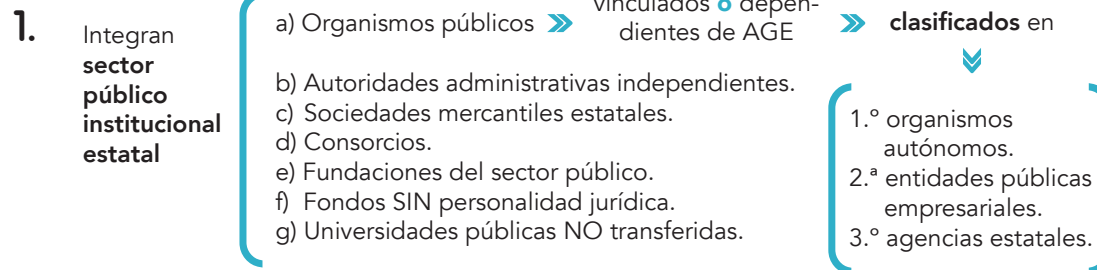 1.
Integran
sector
público
institucional
estatal
a) Organismos públicos
vinculados o depen-
dientes de AGE
clasificados en
b) Autoridades administrativas independientes.
c) Sociedades mercantiles estatales.
d) Consorcios.
e) Fundaciones del sector público.
f) Fondos SIN personalidad jurídica.
g) Universidades públicas NO transferidas.
1.º organismos
autónomos.
2.ª entidades públicas
empresariales.
3.º agencias estatales.